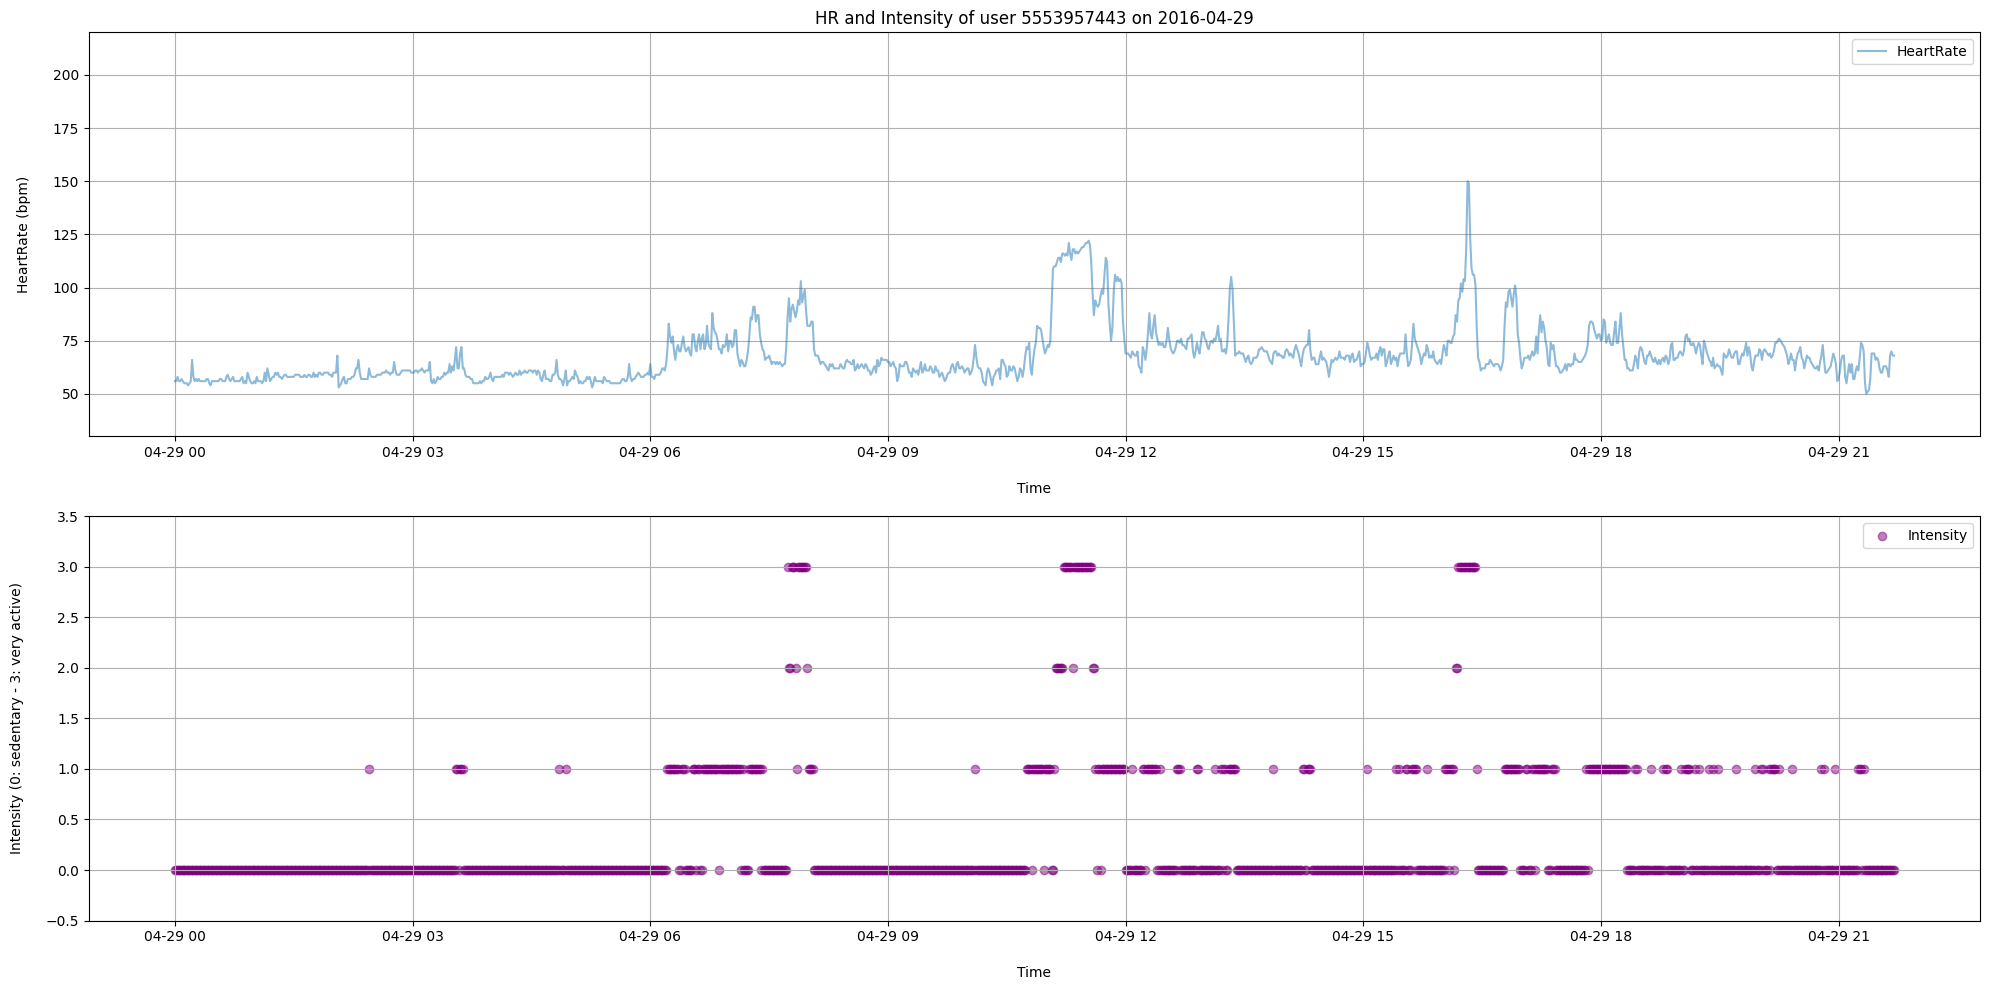 HR and Intensity of user 5553957443 on 2016-04-29
HeartRate
200
175
150
125
100
75
50
HeartRate (bpm)
04-29 00 04-29 03 04-29 06 04-29 09 04-29 12 04-29 15 04-29 18 04-29 21
Time
Intensity
3.5
3.0
2.5
2.0
1.5
1.0
0.5
0.0
−0.5
Intensity (0: sedentary - 3: very active)
04-29 00 04-29 03 04-29 06 04-29 09 04-29 12 04-29 15 04-29 18 04-29 21
Time